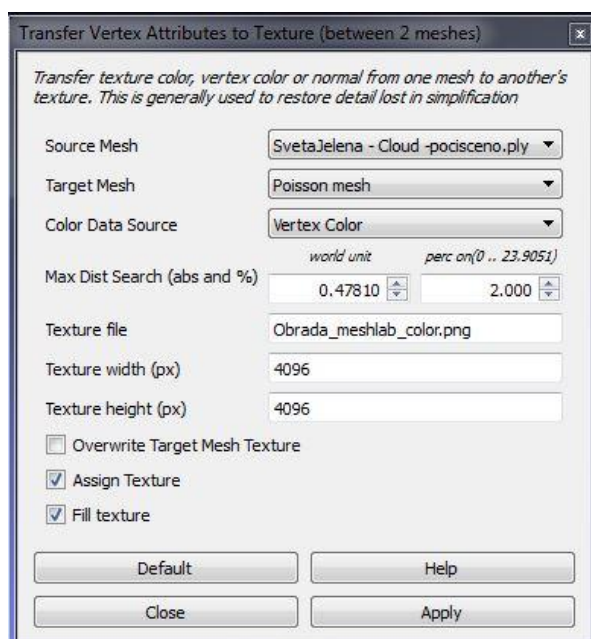 Transfer Vertex Attributes to Texture (between 2 meshes)
Transfer texture color, vertex color or normal from one mesh to another's
texture. This is generally used to restore detail lost in simplification
Source Mesh
SvetaJelena - Cloud -pocisceno.ply
Target Mesh
Poisson mesh
Color Data Source
Vertex Color
world unit
perc on(0 .. 23.9051)
Max Dist Search (abs and %)
0.47810
2.000
Texture file
Obrada_meshlab_color.png
Texture width (px)
4096
Texture height (px)
4096
Overwrite Target Mesh Texture
Assign Texture
Fill texture
Default
Help
Close
Apply